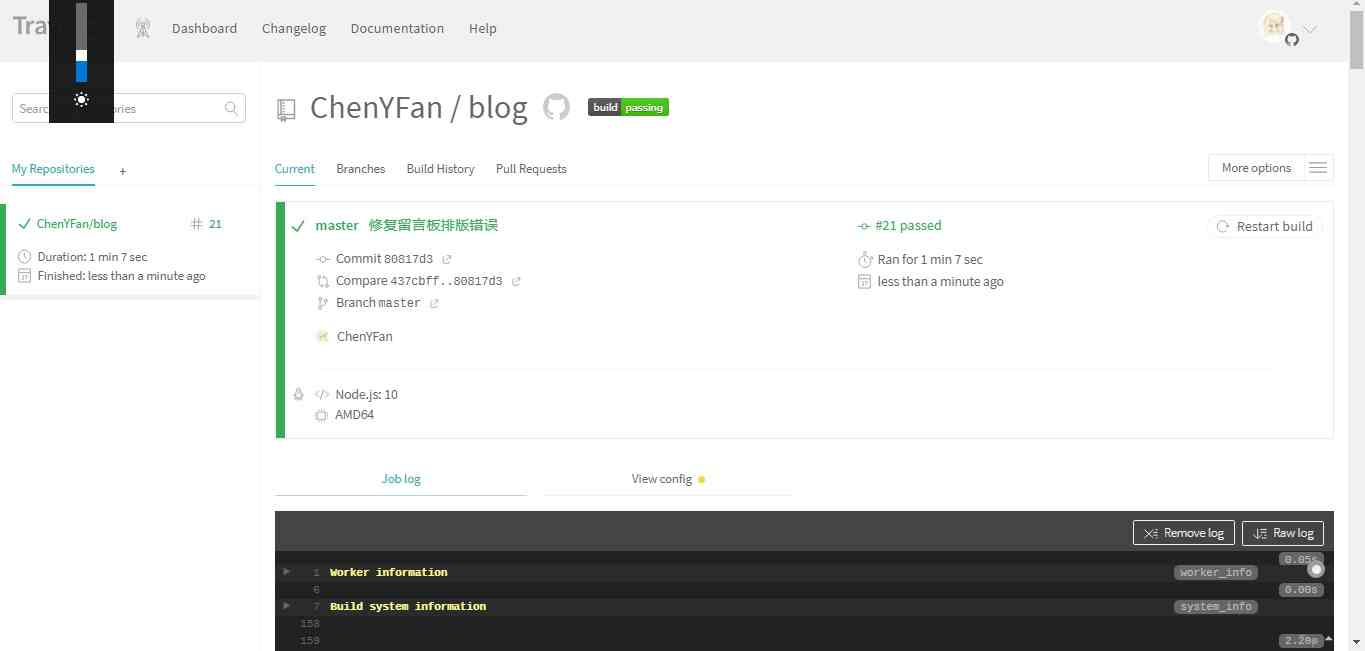 Tra
Dashboard Changelog Documentation Help
Sear ories
ChenYFan / blog build passing
My Repositories +
Current Branches Build History Pull Requests More options
ChenYFan/blog # 21
Duration: 1 min 7 sec
Finished: less than a minute ago
master 修复留言板排版错误 #21 passed Restart build
Commit 80817d3 Ran for 1 min 7 sec
Compare 437cbff..80817d3 less than a minute ago
Branch master
ChenYFan
Node.js: 10
AMD64
Job log View config
Remove log Raw log
0.05s
1 Worker information worker_info
6 0.00s
7 Build system information system_info
158
159 2.20s